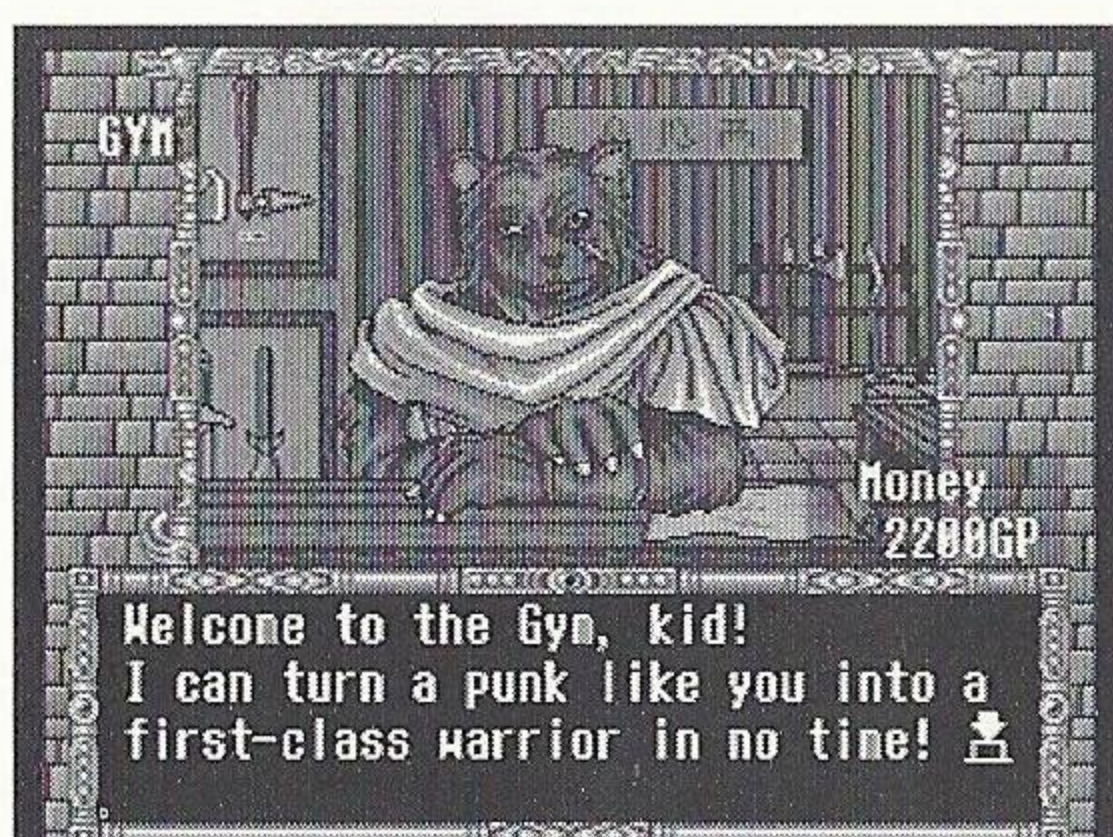 GYM
Money
2200GP
Welcome to the Gym, kid!
I can turn a punk like you into a
first-class warrior in no time!